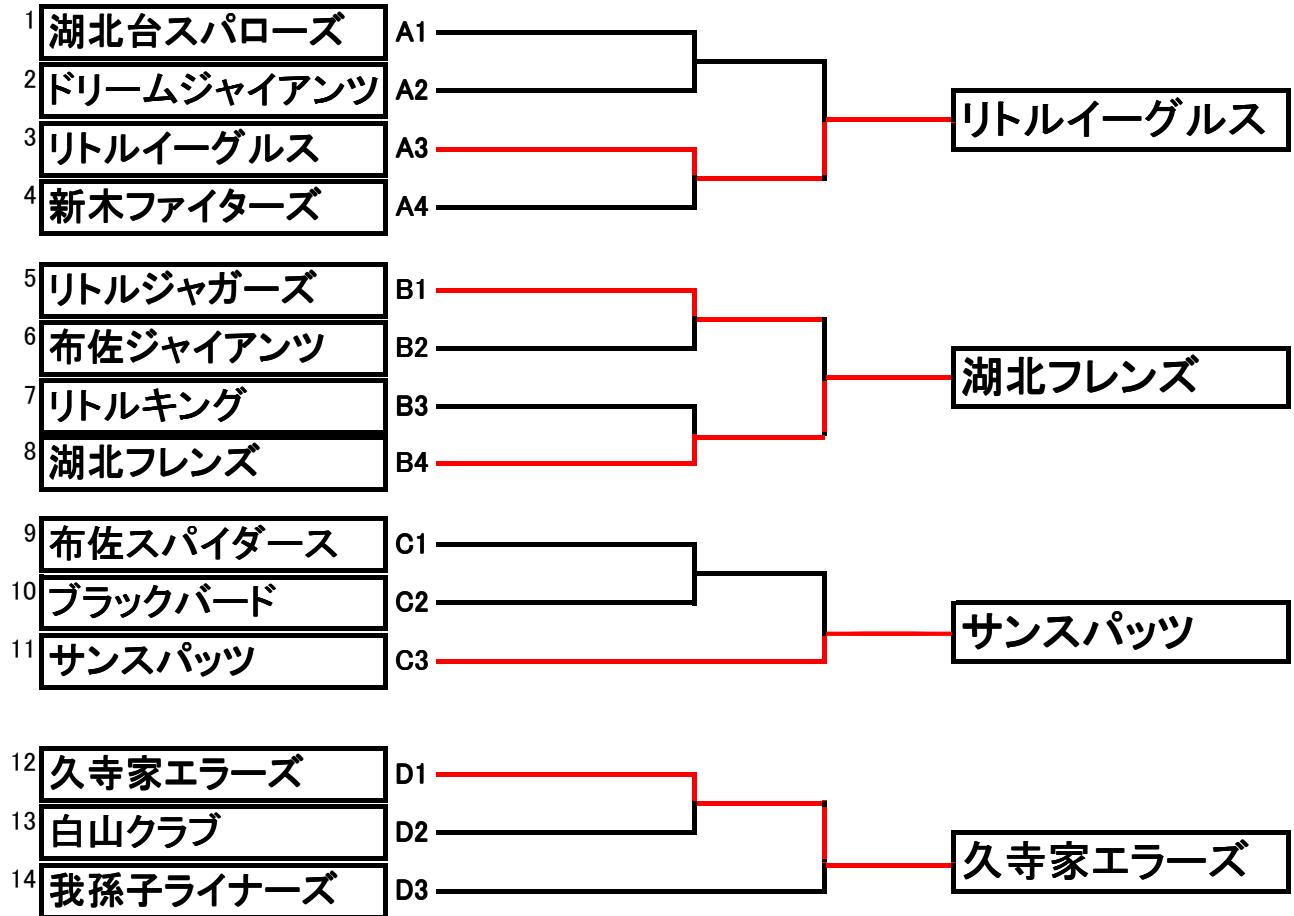 1 湖北台スパローズ A1
2 ドリームジャイアンツ A2
リトルイーグルス
3 リトルイーグルス A3
4 新木ファイターズ A4
5 リトルジャガーズ B1
6 布佐ジャイアンツ B2
湖北フレンズ
7 リトルキング B3
8 湖北フレンズ B4
9 布佐スパイダース C1
10 ブラックバード C2
サンスパッツ
11 サンスパッツ C3
12 久寺家エラーズ D1
13 白山クラブ D2
久寺家エラーズ
14 我孫子ライナーズ D3